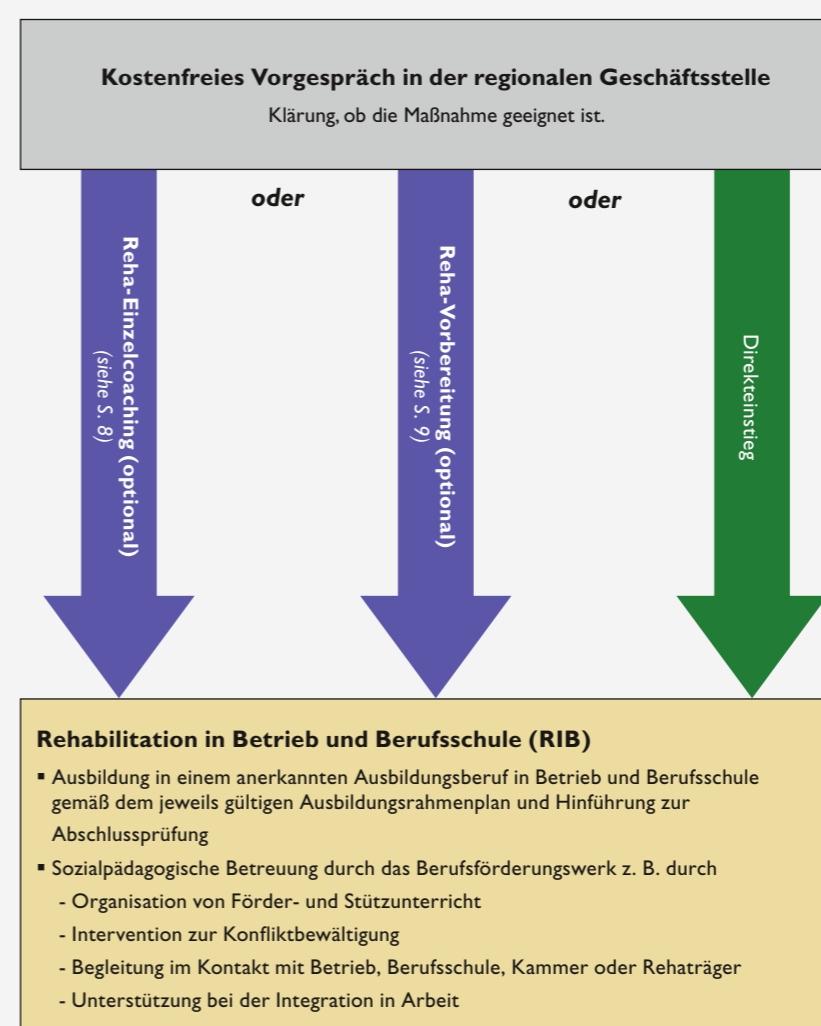 Kostenfreies Vorgespräch in der regionalen Geschäftsstelle
Klärung, ob die Maßnahme geeignet ist.
oder
oder
Reha-Einzelcoaching (optional)
(siehe S. 8)
Reha-Vorbereitung (optional)
(siehe S. 9)
Direkteinstieg
Rehabilitation in Betrieb und Berufsschule (RIB)
▪ Ausbildung in einem anerkannten Ausbildungsberuf in Betrieb und Berufsschule
gemäß dem jeweils gültigen Ausbildungsrahmenplan und Hinführung zur
Abschlussprüfung
▪ Sozialpädagogische Betreuung durch das Berufsförderungswerk z. B. durch
- Organisation von Förder- und Stützunterricht
- Intervention zur Konfliktbewältigung
- Begleitung im Kontakt mit Betrieb, Berufsschule, Kammer oder Rehaträger
- Unterstützung bei der Integration in Arbeit